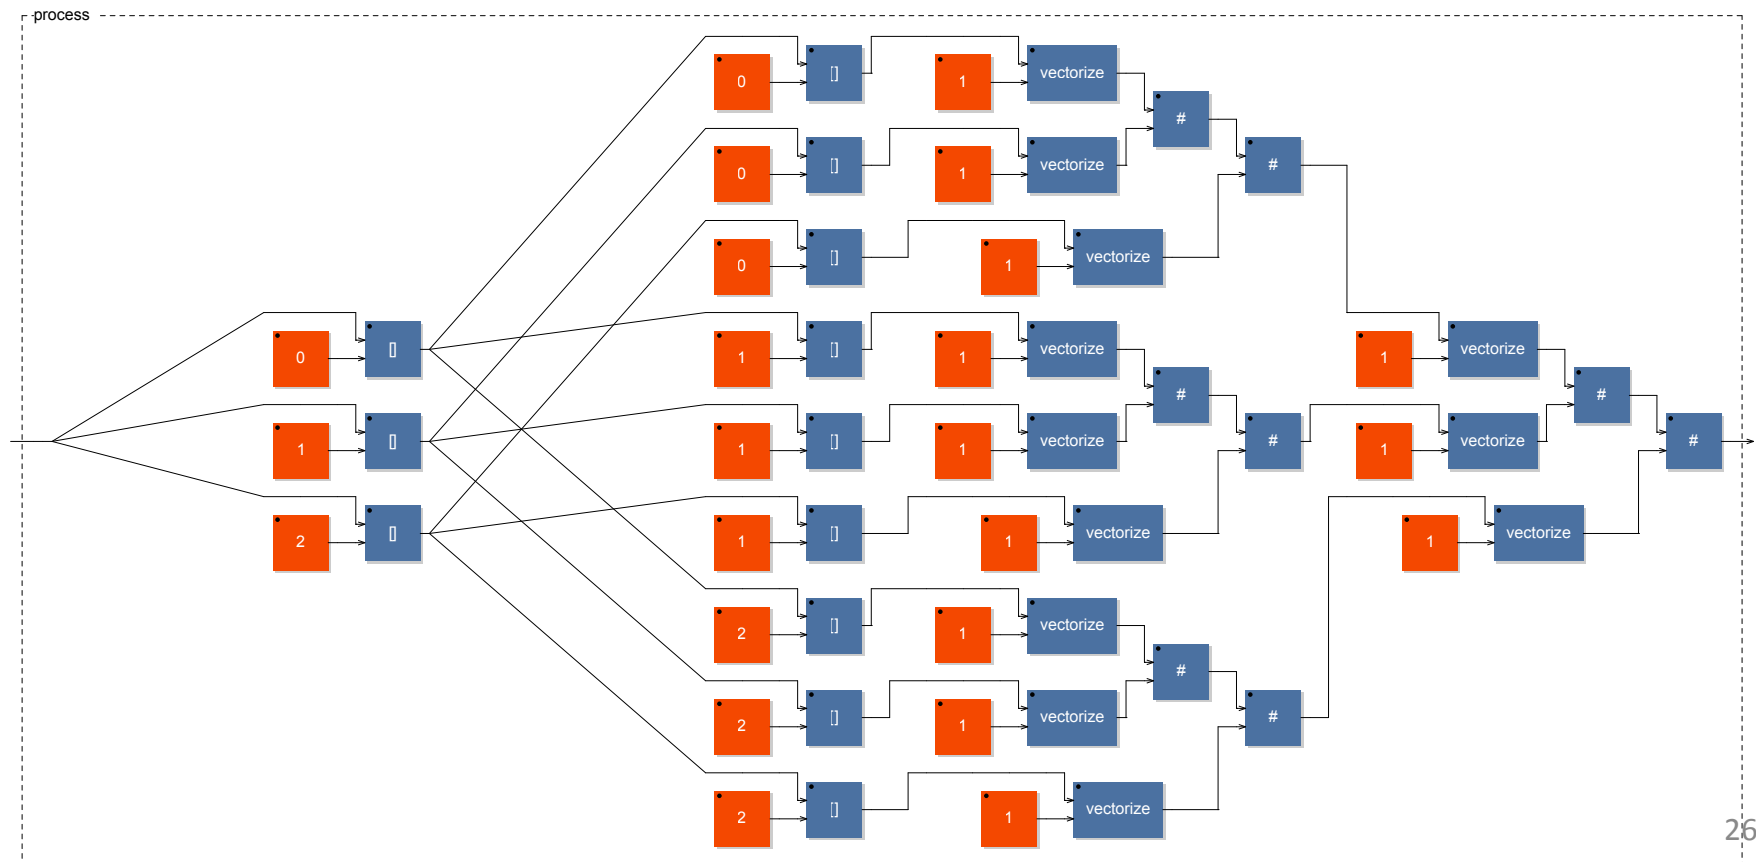 process
0 [] 1 vectorize
#
0 [] 1 vectorize
#
0 [] 1 vectorize
0 [] 1 [] 1 vectorize 1 vectorize
#
1 [] 1 [] 1 vectorize # 1 vectorize #
2 [] 1 [] 1 vectorize 1 vectorize
2 [] 1 vectorize
#
2 [] 1 vectorize #
2 [] 1 vectorize
26